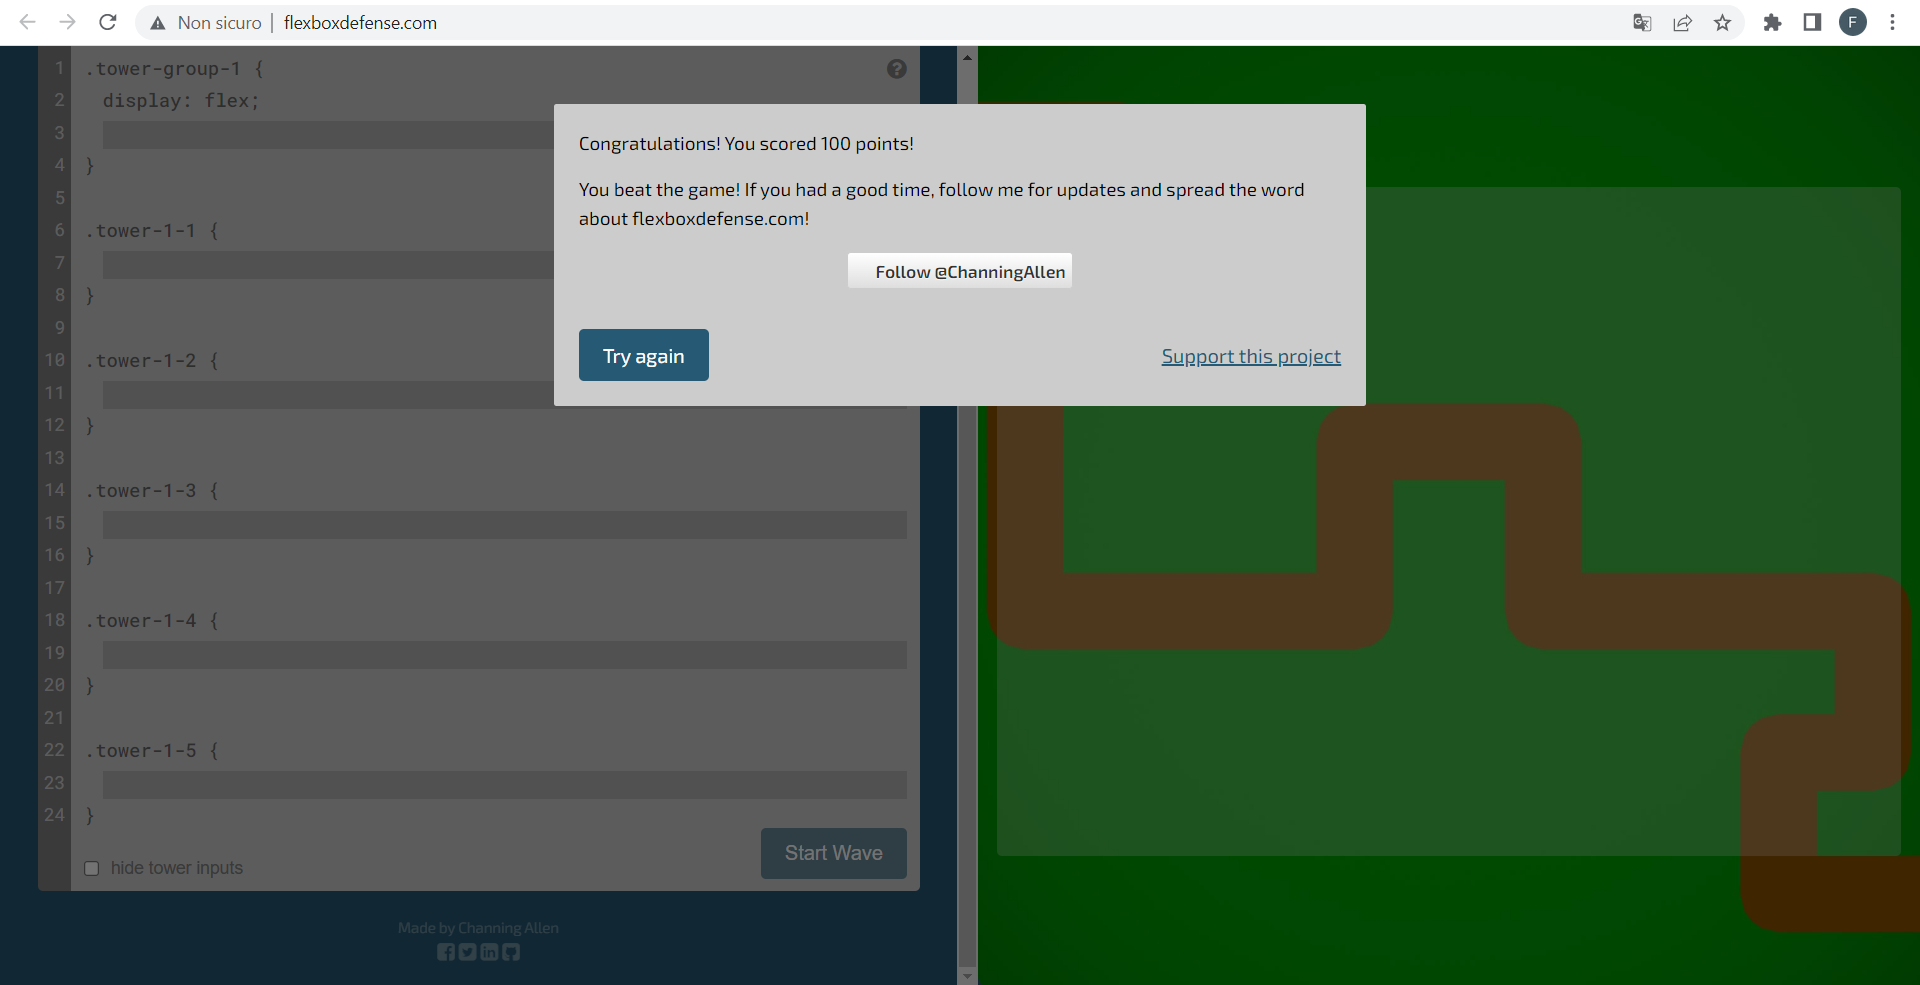 Non sicuro flexboxdefense.com
F
1 .tower-group-1 {
2 display: flex;
3
4 }
5
6 .tower-1-1 {
7
8 }
9
10 .tower-1-2 {
11
12 }
13
14 .tower-1-3 {
15
16 }
17
18 .tower-1-4 {
19
20 }
21
22 .tower-1-5 {
23
24 }
?
hide tower inputs
Start Wave
Made by Channing Allen
Congratulations! You scored 100 points!
You beat the game! If you had a good time, follow me for updates and spread the word
about flexboxdefense.com!
Follow @ChanningAllen
Try again
Support this project